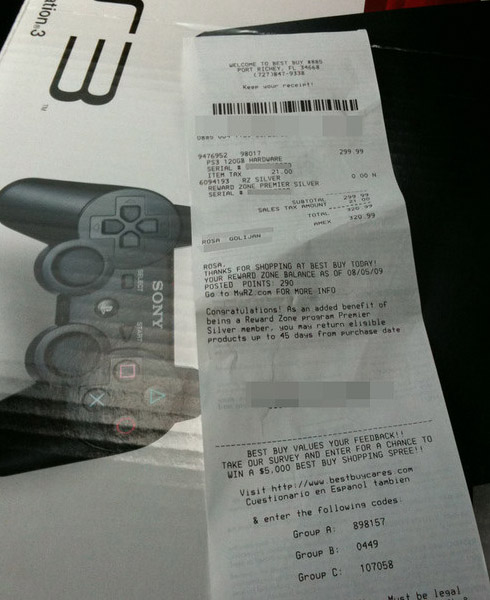 ation®3
3
TM
SELECT
START
SONY
WELCOME TO BEST BUY #885
PORT RICHEY, FL 34668
(727)847-9338
Keep your receipt!
9476952 98017 299.99
PS3 120GB HARDWARE
SERIAL #
ITEM TAX 21.00
6094193 RZ SILVER 0.00 N
REWARD ZONE PREMIER SILVER
SERIAL #
SUBTOTAL 299.99
SALES TAX AMOUNT 21.00
TOTAL 320.99
AMEX 320.99
ROSA GOLIJAN
ROSA,
THANKS FOR SHOPPING AT BEST BUY TODAY!
YOUR REWARD ZONE BALANCE AS OF 08/05/09
POSTED POINTS: 290
Go to MyRZ.com FOR MORE INFO
Congratulations! As an added benefit of
being a Reward Zone program Premier
Silver member, you may return eligible
products up to 45 days from purchase date
BEST BUY VALUES YOUR FEEDBACK!!
TAKE OUR SURVEY AND ENTER FOR A CHANCE TO
WIN A $5,000 BEST BUY SHOPPING SPREE!!
Visit http://www.bestbuycares.com
Cuestionario en Espanol tambien
& enter the following codes:
Group A: 898157
Group B: 0449
Group C: 107058
Must be legal